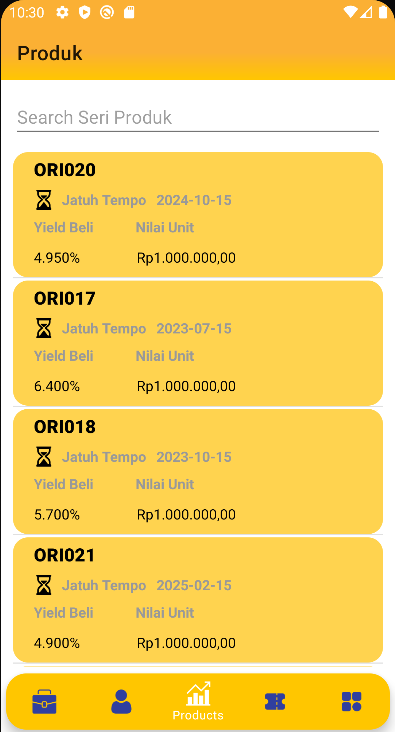 10:30
Produk
Search Seri Produk
ORI020
Jatuh Tempo 2024-10-15
Yield Beli Nilai Unit
4.950% Rp1.000.000,00
ORI017
Jatuh Tempo 2023-07-15
Yield Beli Nilai Unit
6.400% Rp1.000.000,00
ORI018
Jatuh Tempo 2023-10-15
Yield Beli Nilai Unit
5.700% Rp1.000.000,00
ORI021
Jatuh Tempo 2025-02-15
Yield Beli Nilai Unit
4.900% Rp1.000.000,00
Products